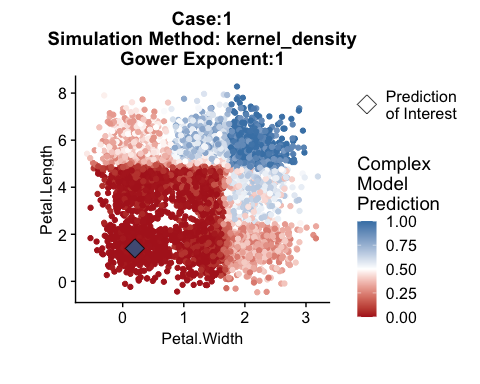 Case:1
Simulation Method: kernel_density
Gower Exponent:1
Petal.Length
8
6
4
2
0
0
1
2
3
Petal.Width
Prediction
of Interest
Complex
Model
Prediction
1.00
0.75
0.50
0.25
0.00